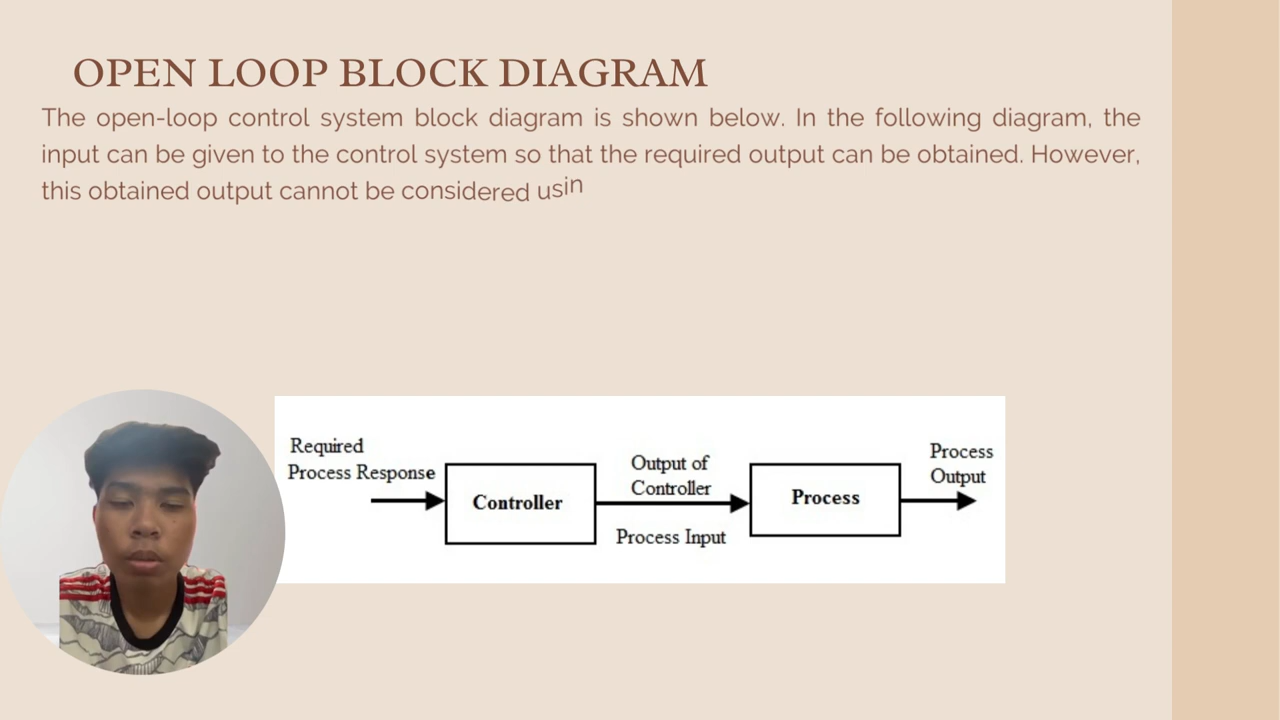 OPEN LOOP BLOCK DIAGRAM
The open-loop control system block diagram is shown below. In the following diagram, the
input can be given to the control system so that the required output can be obtained. However,
this obtained output cannot be considered usin
Required
Process Response
Controller
Output of
Controller
Process Input
Process
Process
Output